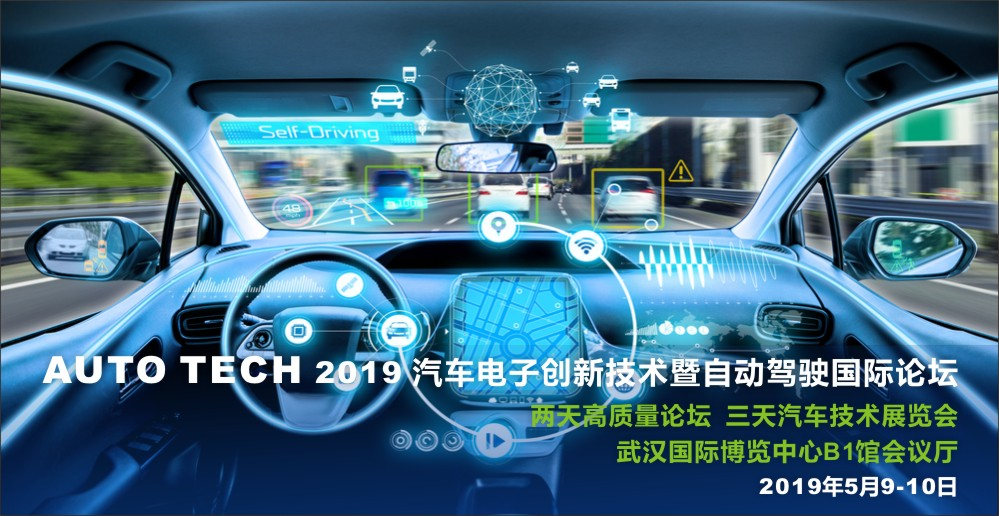 Self-Driving
49
100%
AUTO TECH 2019 汽车电子创新技术暨自动驾驶国际论坛
两天高质量论坛 三天汽车技术展览会
武汉国际博览中心B1馆会议厅
2019年5月9-10日